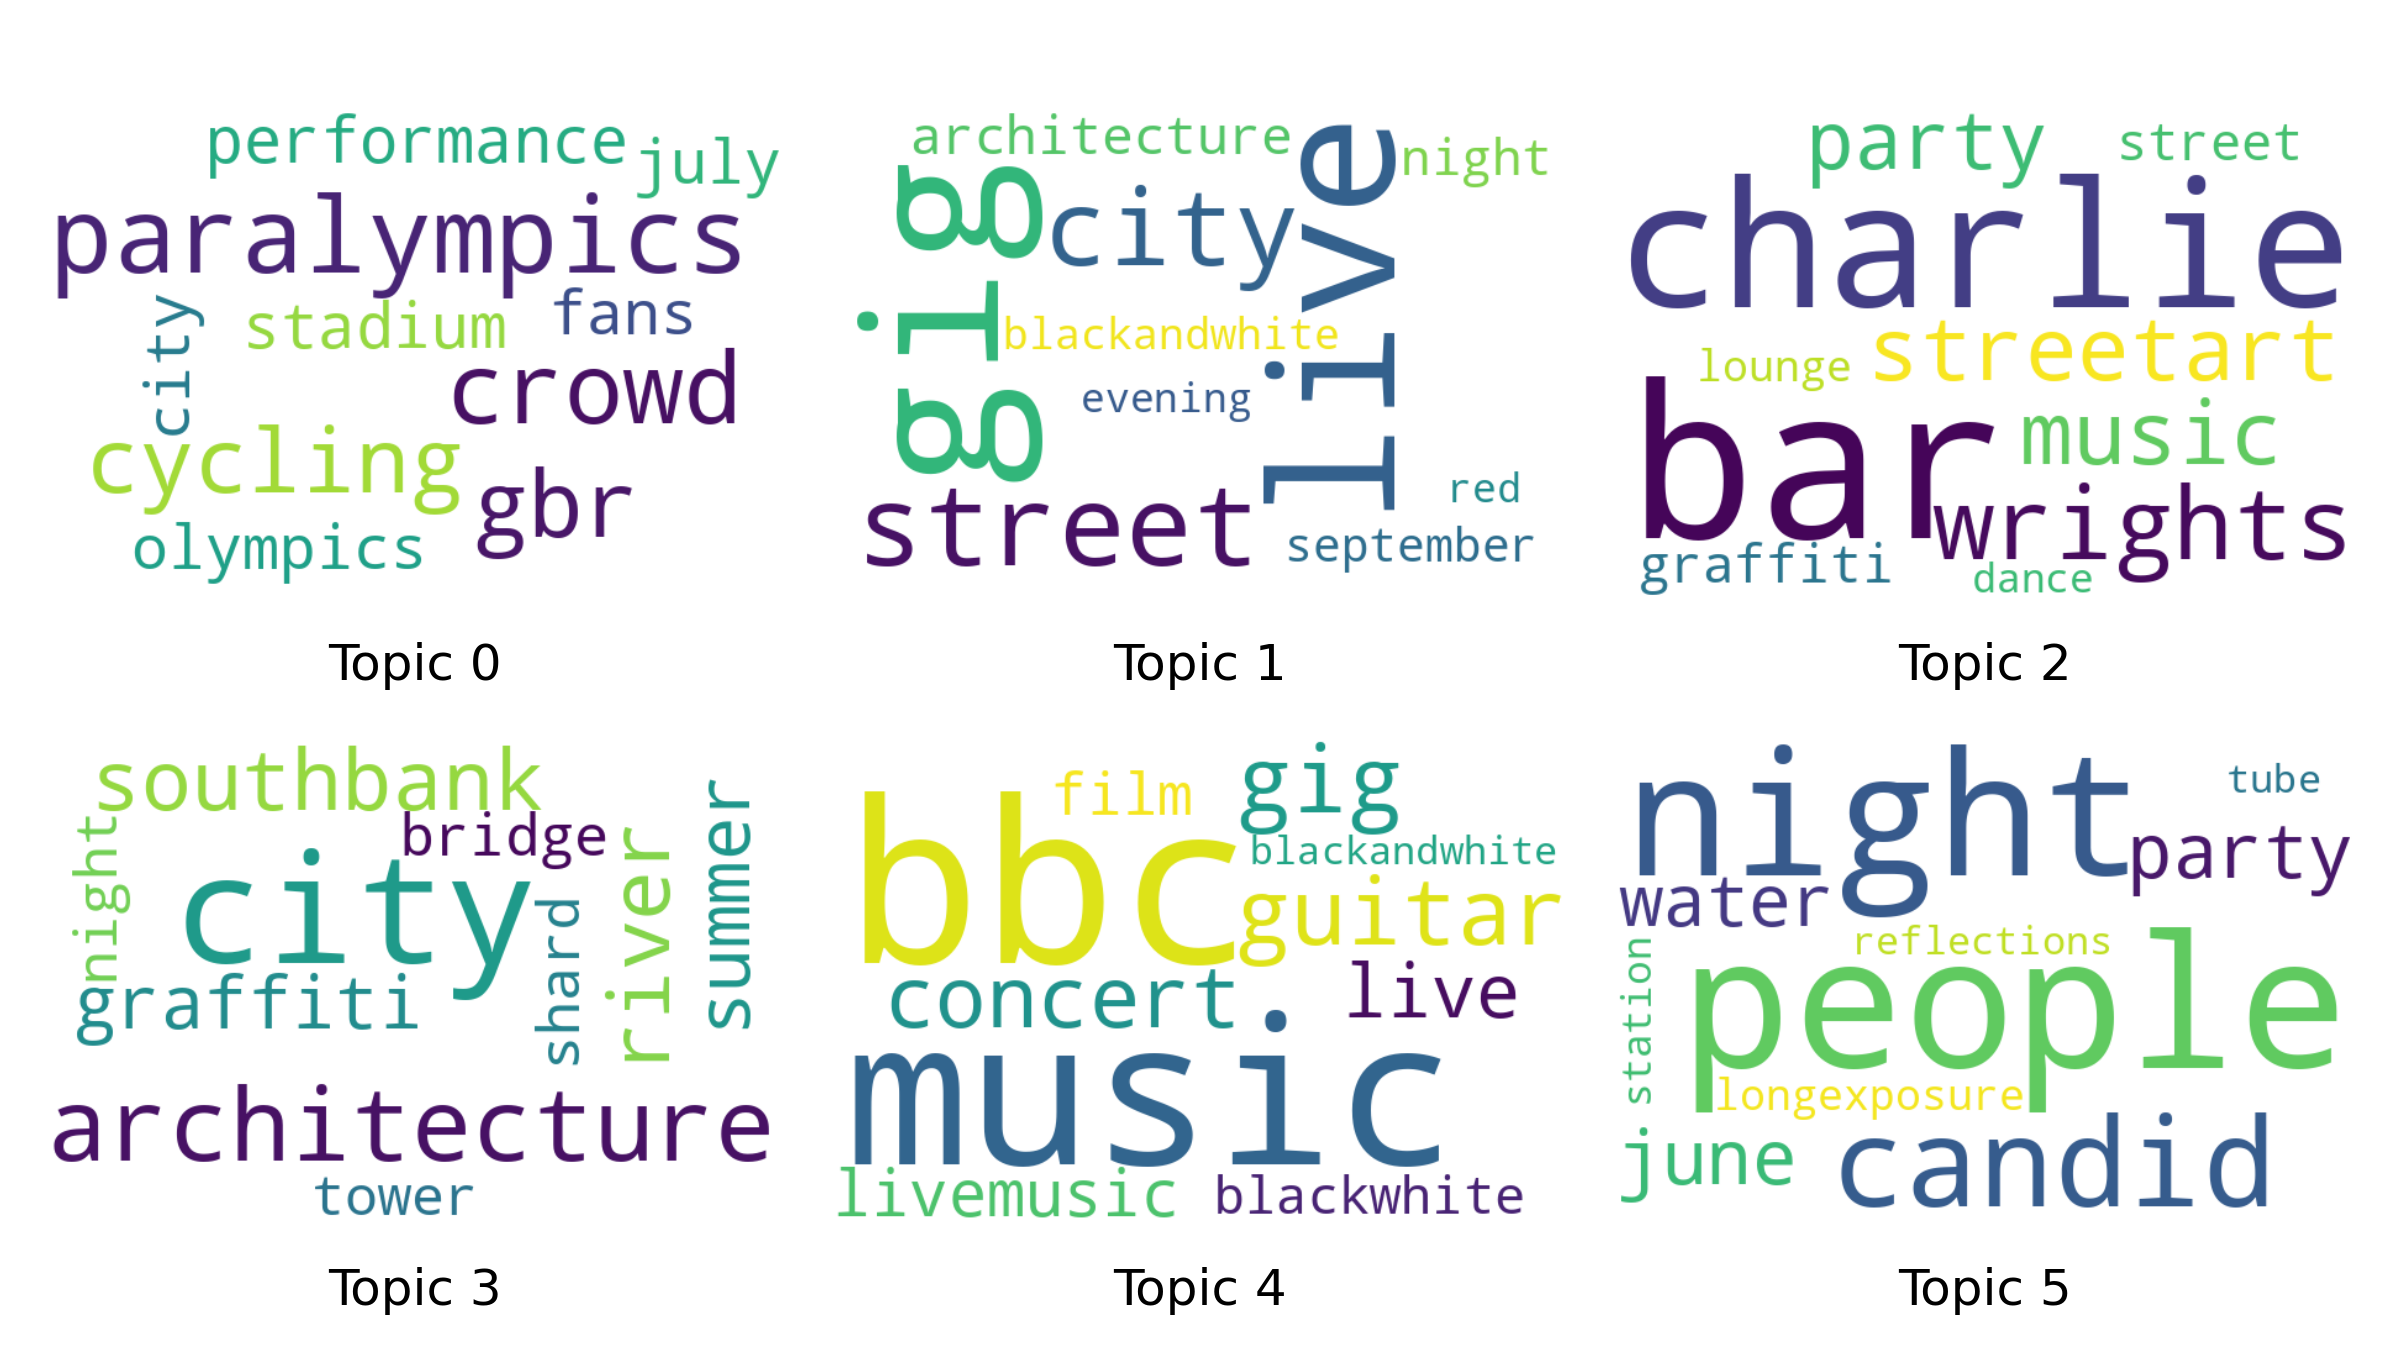 performance
july
paralympics
city
stadium
fans
crowd
cycling
gbr
olympics
Topic 0
architecture
night
gig
city
live
blackandwhite
evening
street
red
september
Topic 1
party
street
charlie
lounge
streetart
bar
music
wrights
graffiti
dance
Topic 2
southbank
bridge
night
city
summer
river
shard
graffiti
architecture
tower
Topic 3
film
gig
bbc
blackandwhite
guitar
concert
live
music
livemusic
blackwhite
Topic 4
night
tube
party
water
reflections
station
people
longexposure
june
candid
Topic 5